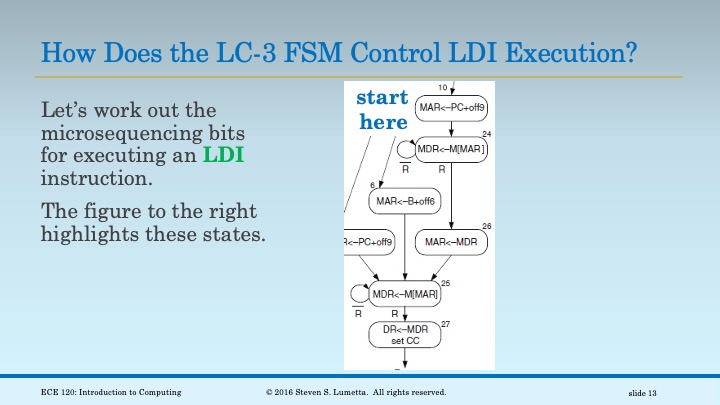 How Does the LC-3 FSM Control LDI Execution?
Let's work out the
microsequencing bits
for executing an LDI
instruction.
The figure to the right
highlights these states.
start
here
10
MAR<–PC+off9
24
MDR<–M[MAR]
R
R
6
MAR<–B+off6
26
R<–PC+off9
MAR<–MDR
25
MDR<–M[MAR]
R
R
27
DR<–MDR
set CC
ECE 120: Introduction to Computing
© 2016 Steven S. Lumetta. All rights reserved.
slide 13